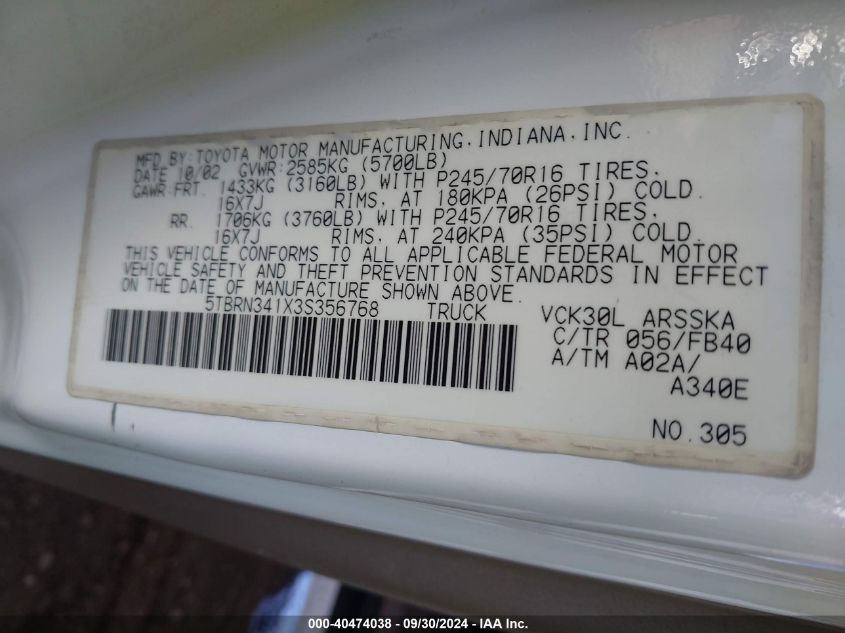 MFD.BY:TOYOTA MOTOR MANUFACTURING.INDIANA.INC.
DATE 10/02 GVWR:2585KG (5700LB)
GAWR:FRT. 1433KG (3160LB) WITH P245/70R16 TIRES,
16X7J RIMS, AT 180KPA (26PSI) COLD.
RR. 1706KG (3760LB) WITH P245/70R16 TIRES,
16X7J RIMS, AT 240KPA (35PSI) COLD.
THIS VEHICLE CONFORMS TO ALL APPLICABLE FEDERAL MOTOR
VEHICLE SAFETY AND THEFT PREVENTION STANDARDS IN EFFECT
ON THE DATE OF MANUFACTURE SHOWN ABOVE.
5TBRN341X3S356768 TRUCK
VCK30L ARSSKA
C/TR 056/FB40
A/TM A02A/
A340E
NO.305
000-40474038 - 09/30/2024 - IAA Inc.